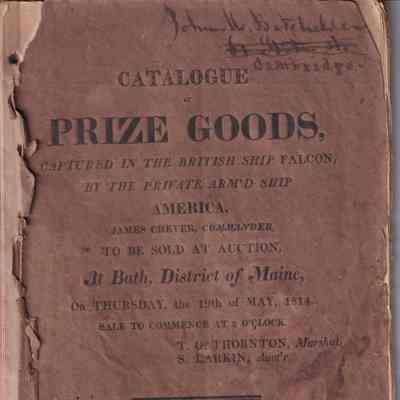 John M. Batchelder
Cambridge.
CATALOGUE
OF
PRIZE GOODS,
CAPTURED IN THE BRITISH SHIP FALCON,
BY THE PRIVATE ARM'D SHIP
AMERICA,
JAMES CHEVER, COMMANDER,
TO BE SOLD AT AUCTION,
At Bath, District of Maine,
On THURSDAY, the 19th of MAY, 1814.
SALE TO COMMENCE AT 2 O'CLOCK.
T. G. THORNTON, Marshal,
S. LARKIN, Auct'r.